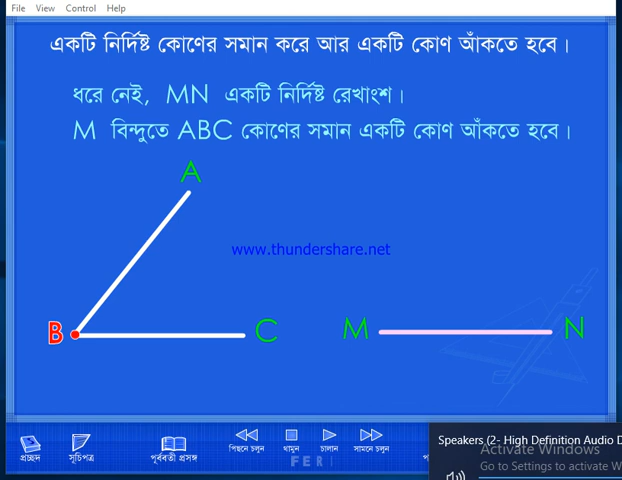 File View Control Help
একটি নির্দিষ্ট কোণের সমান করে আর একটি কোণ আঁকতে হবে।
ধরে নেই, MN একটি নির্দিষ্ট রেখাংশ।
M বিন্দুতে ABC কোণের সমান একটি কোণ আঁকতে হবে।
A
www.thundershare.net
B C M N
প্রচ্ছদ সূচিপত্র পূর্ববর্তী প্রসঙ্গ পিছনে চলুন থামুন চালান সামনে চলুন
Speakers (2- High Definition Audio D
Activate Windows
Go to Settings to activate W